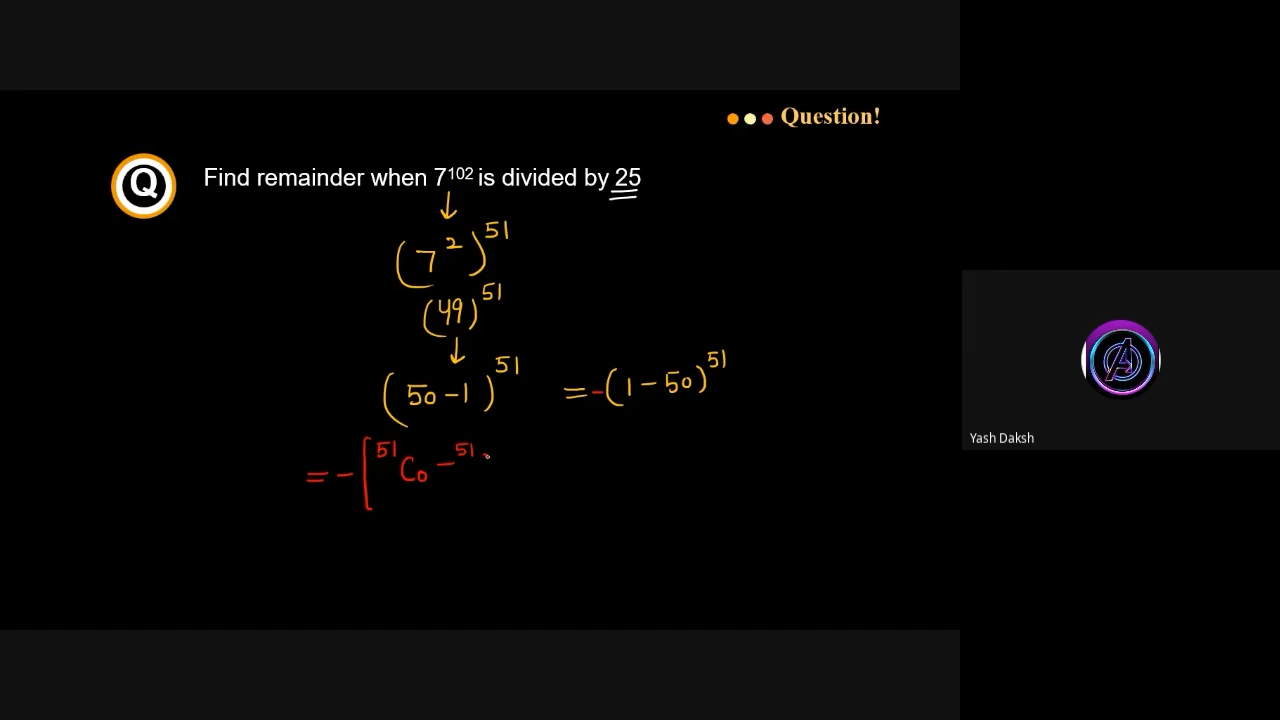 Question!
Q
Find remainder when 7¹⁰² is divided by 25
(7²)⁵¹
(49)⁵¹
(50-1)⁵¹ = -(1-50)⁵¹
= -[⁵¹C₀ - ⁵¹
Yash Daksh